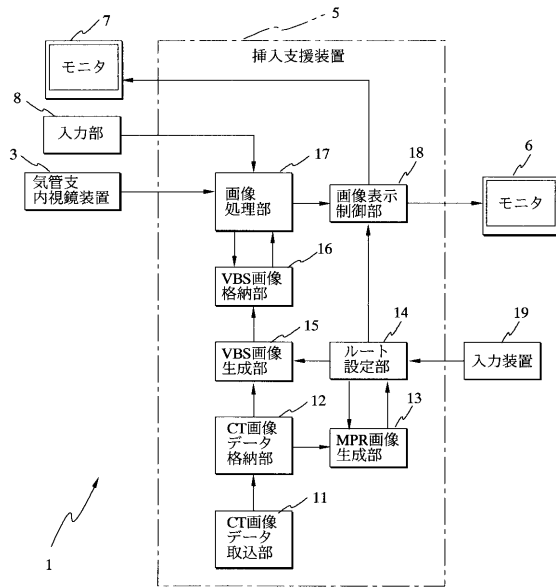 5
7
挿入支援装置
モニタ
8
入力部
3
気管支
内視鏡装置
17
画像
処理部
18
画像表示
制御部
6
モニタ
16
VBS画像
格納部
15
VBS画像
生成部
14
ルート
設定部
19
入力装置
12
CT画像
データ
格納部
13
MPR画像
生成部
11
CT画像
データ
取込部
1